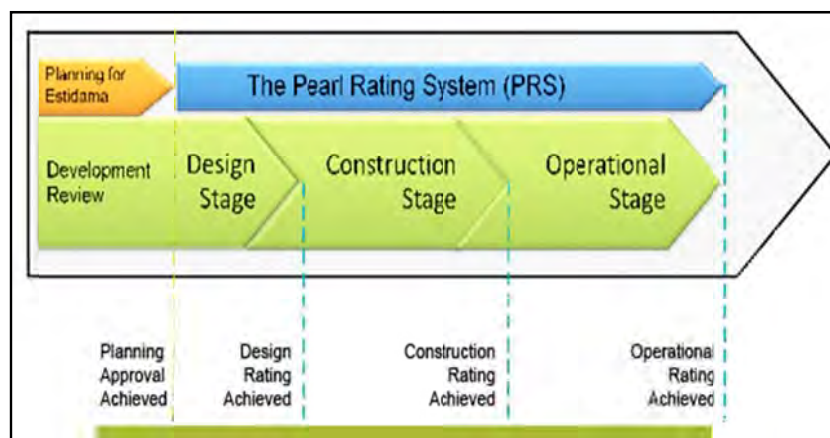 Planning for
Estidama
The Pearl Rating System (PRS)
Development
Review
Design
Stage
Construction
Stage
Operational
Stage
Planning
Approval
Achieved
Design
Rating
Achieved
Construction
Rating
Achieved
Operational
Rating
Achieved